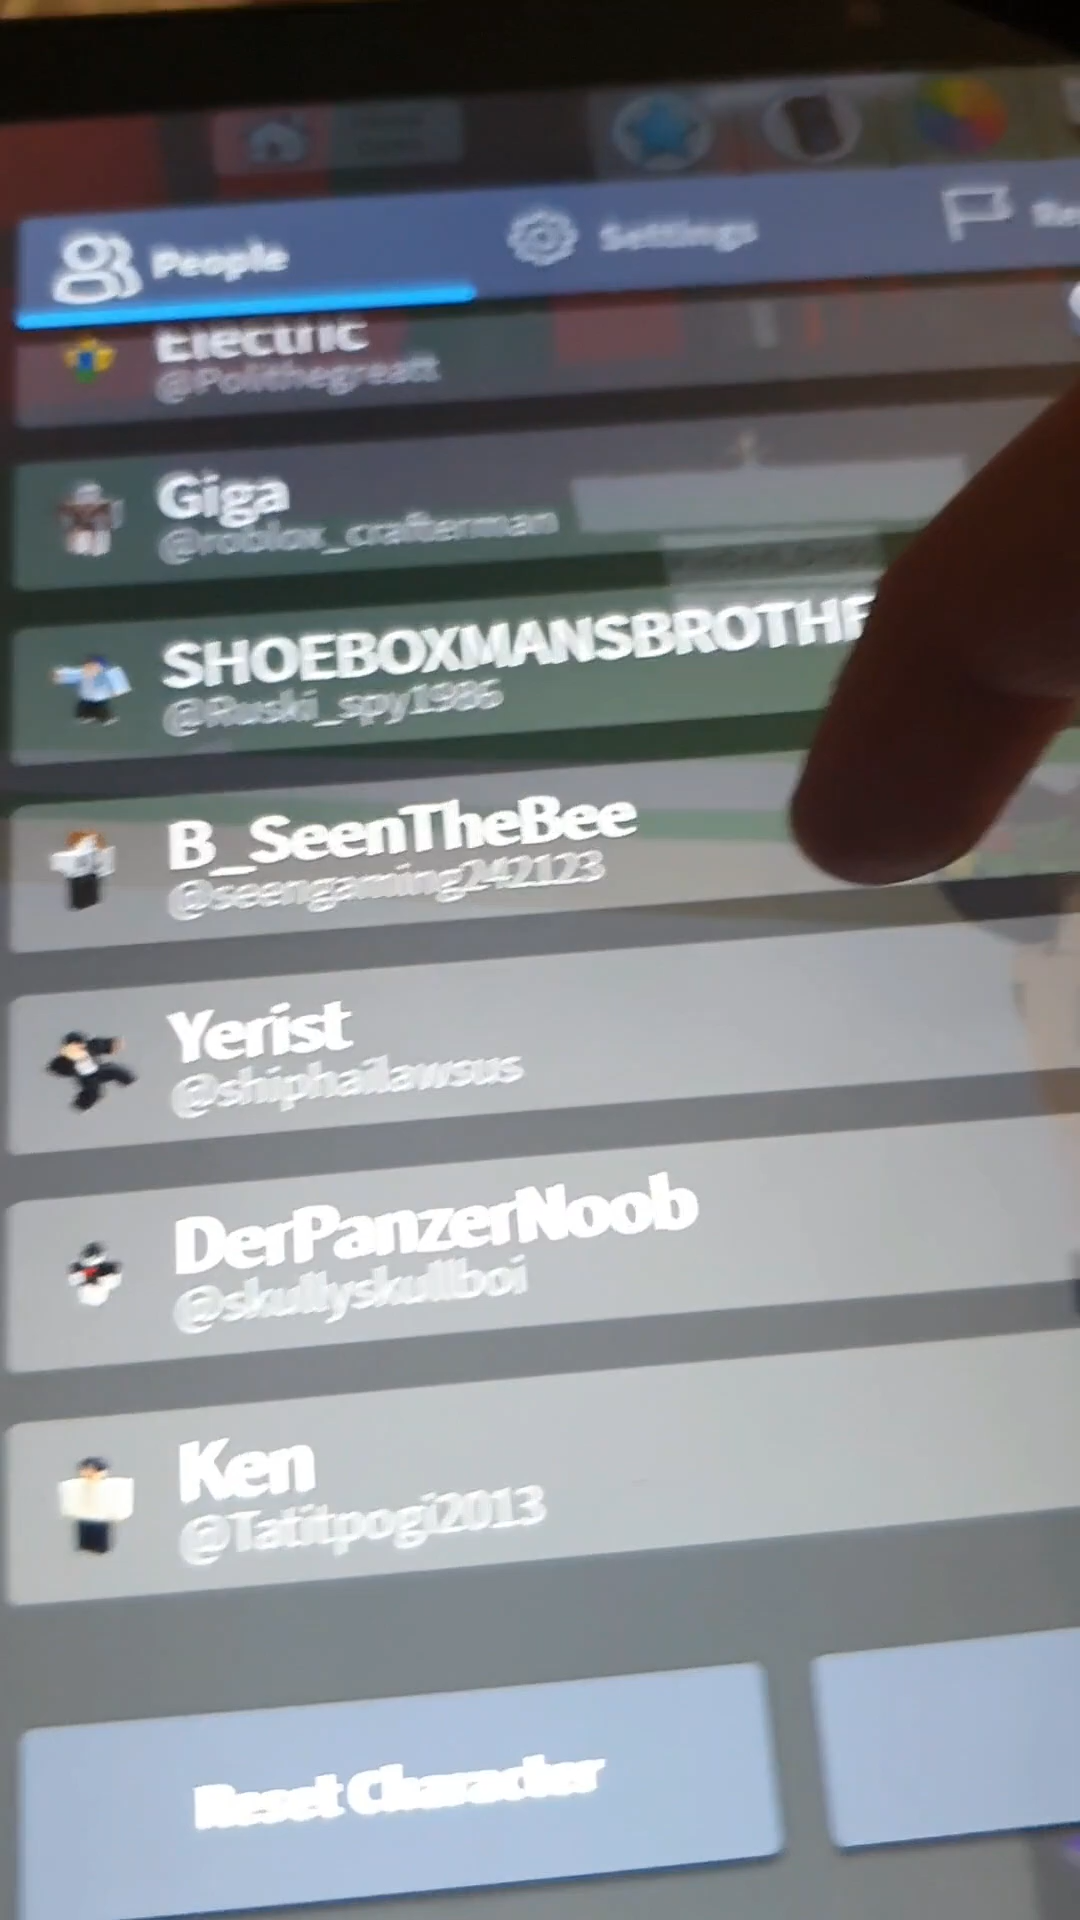 People
Settings
Electric
@Polithegreatt
Giga
@roblox_crafterman
SHOEBOXMANSBROTHE
@Ruski_spy1986
B_SeenTheBee
@seengaming242123
Yerist
@shiphailawsus
DerPanzerNoob
@skullyskullboi
Ken
@Tatitpogi2013
Reset Character